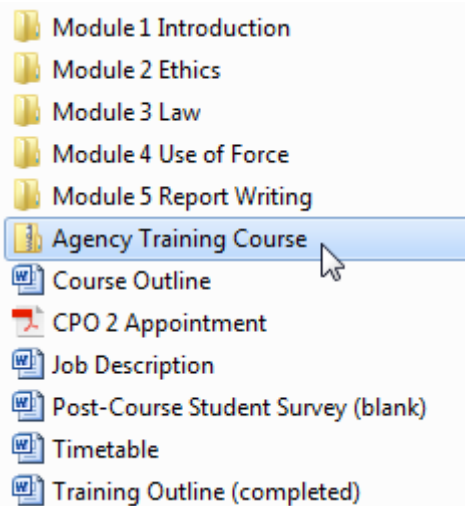 Module 1 Introduction
Module 2 Ethics
Module 3 Law
Module 4 Use of Force
Module 5 Report Writing
Agency Training Course
Course Outline
CPO 2 Appointment
Job Description
Post-Course Student Survey (blank)
Timetable
Training Outline (completed)